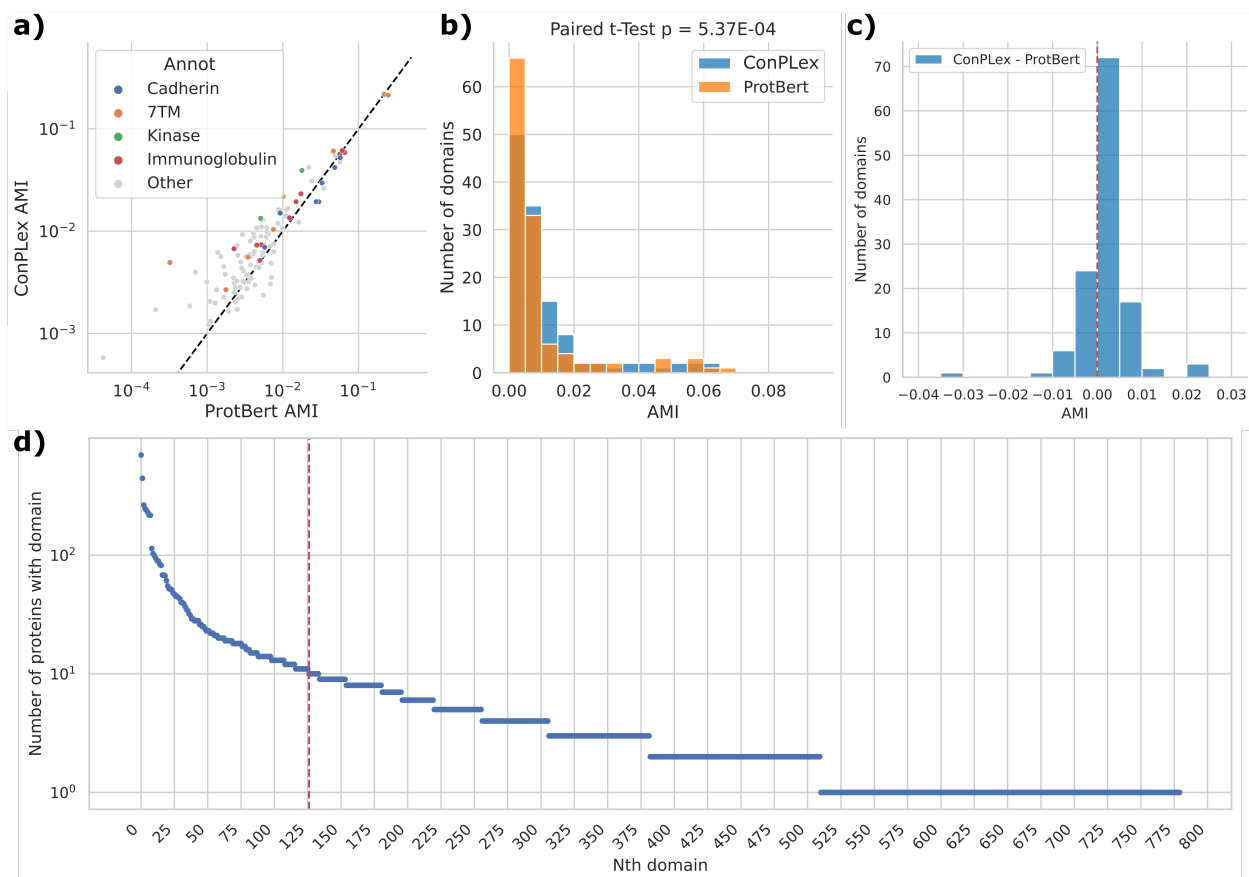 a)
Annot
Cadherin
7TM
Kinase
Immunoglobulin
Other
ConPLex AMI
10⁻¹
10⁻²
10⁻³
10⁻⁴ 10⁻³ 10⁻² 10⁻¹
ProtBert AMI
b)
Paired t-Test p = 5.37E-04
ConPLex
ProtBert
Number of domains
60
50
40
30
20
10
0
0.00 0.02 0.04 0.06 0.08
AMI
c)
ConPLex - ProtBert
Number of domains
70
60
50
40
30
20
10
0
−0.04 −0.03 −0.02 −0.01 0.00 0.01 0.02 0.03
AMI
d)
Number of proteins with domain
10²
10¹
10⁰
0 25 50 75 100 125 150 175 200 225 250 275 300 325 350 375 400 425 450 475 500 525 550 575 600 625 650 675 700 725 750 775 800
Nth domain